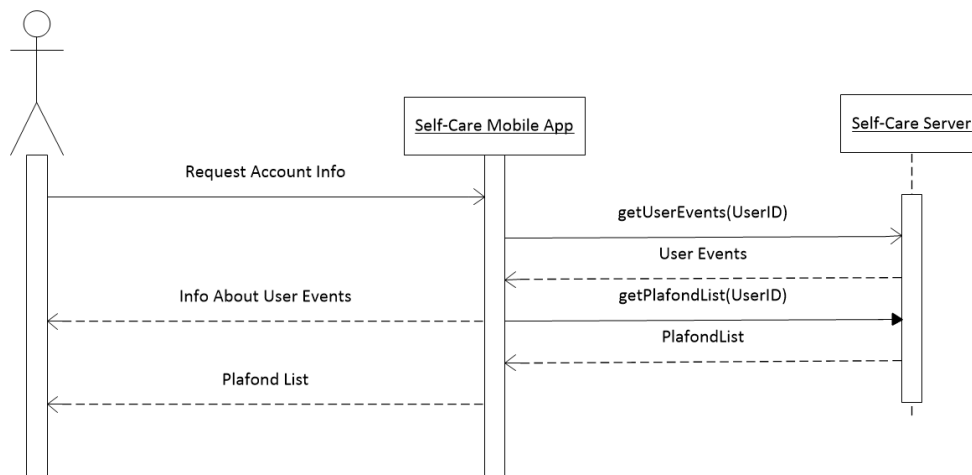 Self-Care Mobile App
Self-Care Server
Request Account Info
getUserEvents(UserID)
User Events
Info About User Events
getPlafondList(UserID)
PlafondList
Plafond List